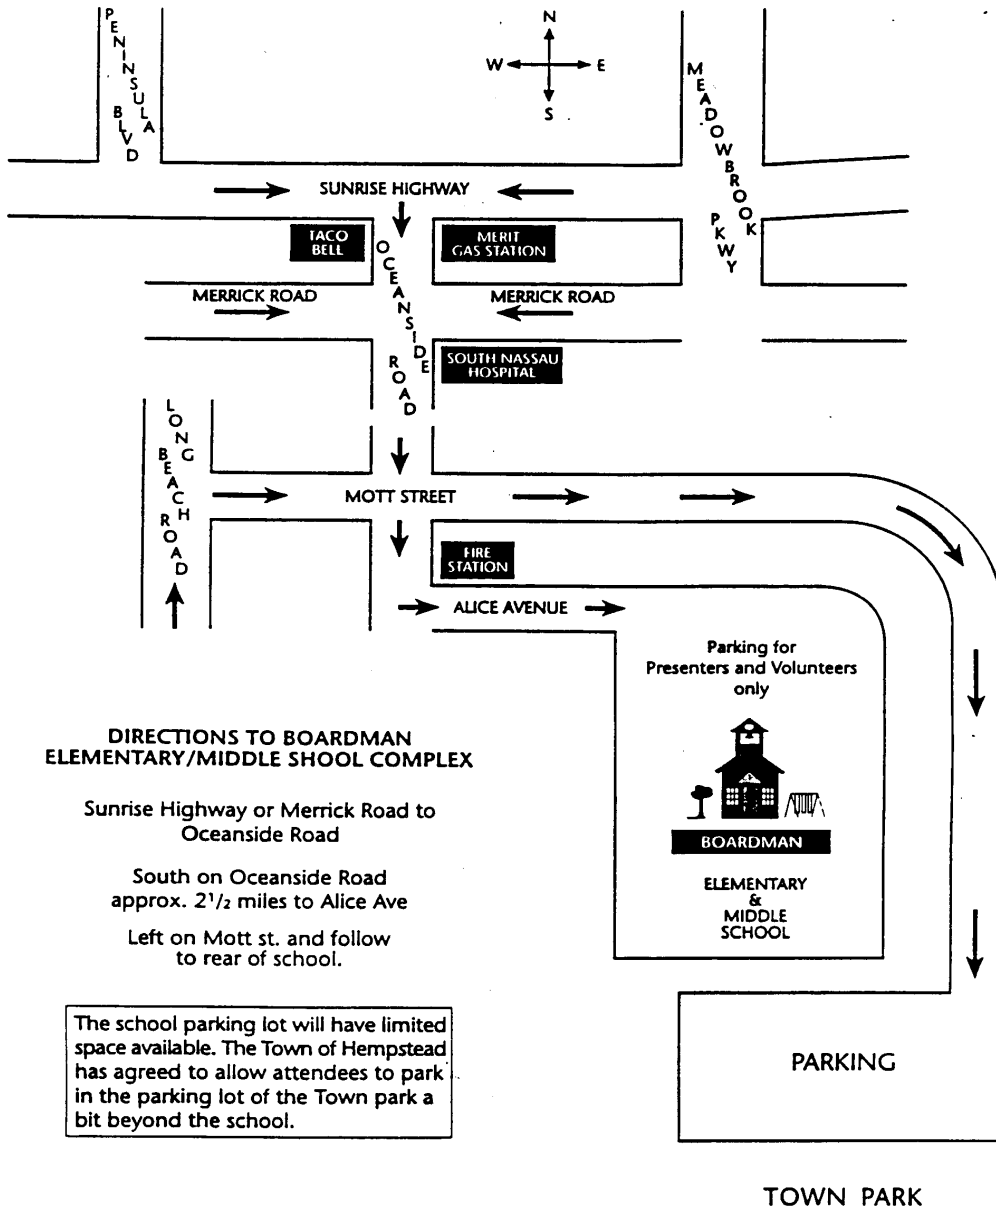 PENINSULA
BLVD
N
W E
S
MEADOWBROOK
PKWY
SUNRISE HIGHWAY
TACO
BELL
MERIT
GAS STATION
OCEANSIDE
ROAD
MERRICK ROAD
MERRICK ROAD
SOUTH NASSAU
HOSPITAL
LONG
BEACH
ROAD
MOTT STREET
FIRE
STATION
ALICE AVENUE
Parking for
Presenters and Volunteers
only
BOARDMAN
ELEMENTARY
&
MIDDLE
SCHOOL
DIRECTIONS TO BOARDMAN
ELEMENTARY/MIDDLE SHOOL COMPLEX
Sunrise Highway or Merrick Road to
Oceanside Road
South on Oceanside Road
approx. 2 1/2 miles to Alice Ave
Left on Mott st. and follow
to rear of school.
The school parking lot will have limited
space available. The Town of Hempstead
has agreed to allow attendees to park
in the parking lot of the Town park a
bit beyond the school.
PARKING
TOWN PARK